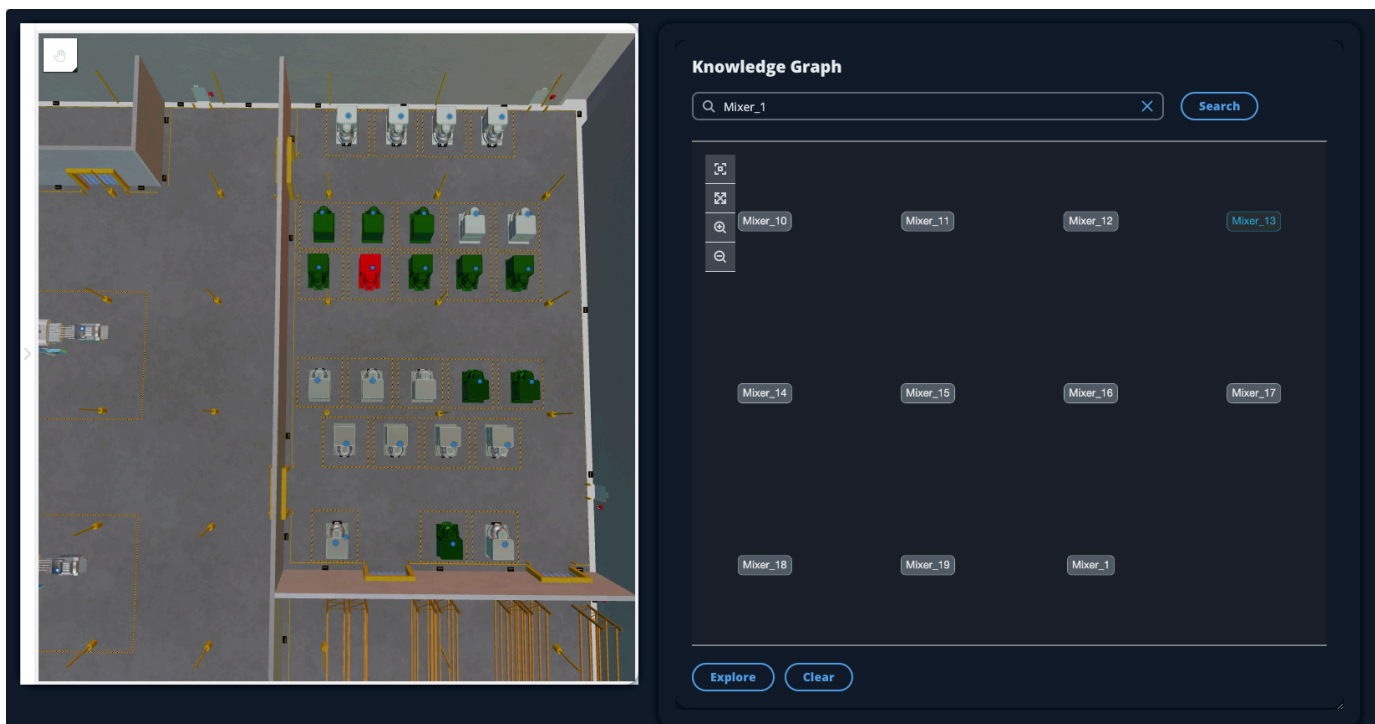 Knowledge Graph
Mixer_1
Search
Mixer_10
Mixer_11
Mixer_12
Mixer_13
Mixer_14
Mixer_15
Mixer_16
Mixer_17
Mixer_18
Mixer_19
Mixer_1
Explore
Clear